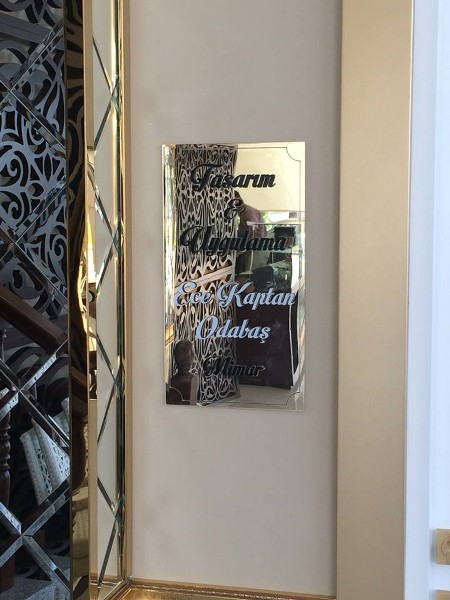 Tasarım
&
Uygulama
Ece Kaptan
Odabaş
Mimar